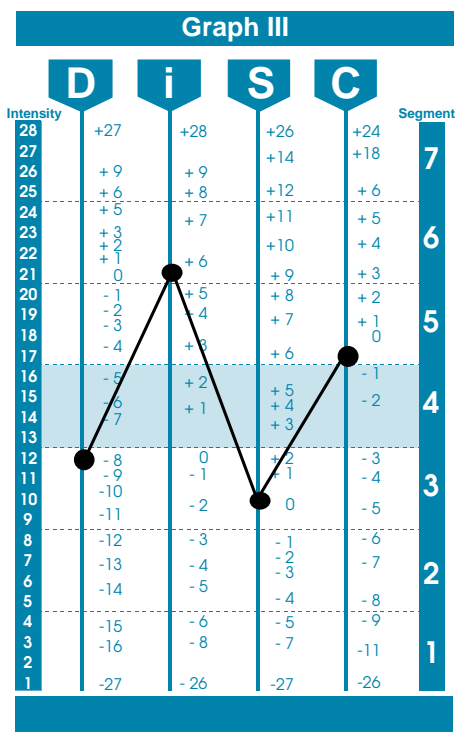 Graph III
D i S C
Intensity Segment
28 +27 +28 +26 +24
27 +14 +18 7
26 + 9 + 9
25 + 6 + 8 +12 + 6
24 + 5 + 7 +11 + 5
23 + 3 6
+ 2 +10 + 4
22 + 1 + 6
21 0 + 9 + 3
20 - 1 + 5 + 8 + 2
19 - 2 + 4 + 7 + 1 5
- 3
18 0
17 - 4 + 3 + 6
16 - 5 + 2 - 1
15 - 6 + 1 + 5 - 2 4
+ 4
14 - 7 + 3
13
12 - 8 0 + 2 - 3
11 - 9 - 1 + 1 - 4 3
10 -10 - 2 0 - 5
9 -11
8 -12 - 3 - 1 - 6
7 -13 - 4 - 2 - 7 2
- 3
6 -14 - 5
5 - 4 - 8
4 -15 - 6 - 5 - 9
3 -16 - 8 - 7 -11 1
2
1 -27 - 26 -27 -26